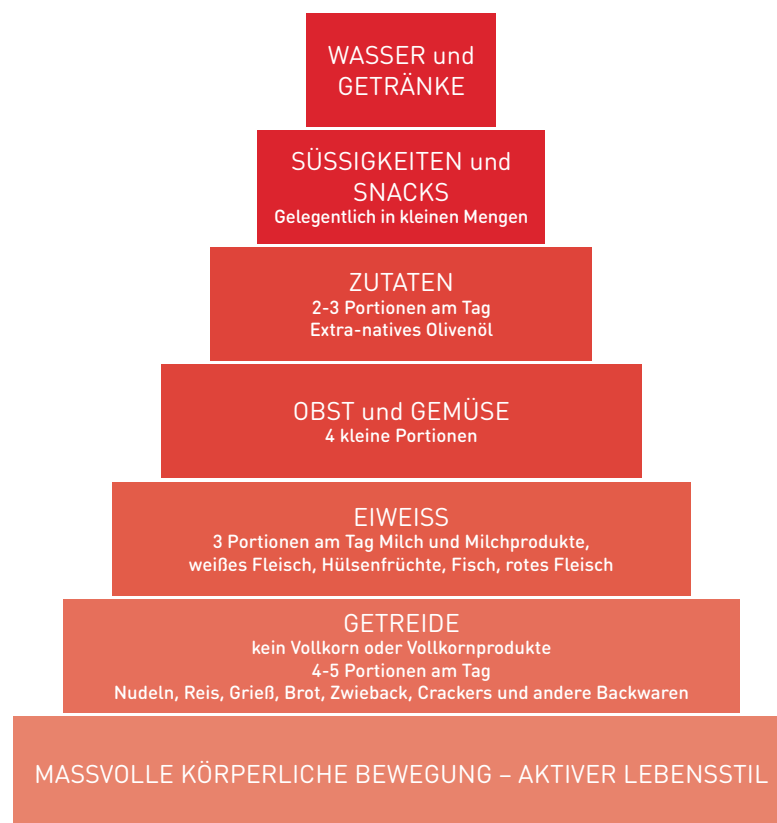 WASSER und
GETRÄNKE
SÜSSIGKEITEN und
SNACKS
Gelegentlich in kleinen Mengen
ZUTATEN
2-3 Portionen am Tag
Extra-natives Olivenöl
OBST und GEMÜSE
4 kleine Portionen
EIWEISS
3 Portionen am Tag Milch und Milchprodukte,
weißes Fleisch, Hülsenfrüchte, Fisch, rotes Fleisch
GETREIDE
kein Vollkorn oder Vollkornprodukte
4-5 Portionen am Tag
Nudeln, Reis, Grieß, Brot, Zwieback, Crackers und andere Backwaren
MASSVOLLE KÖRPERLICHE BEWEGUNG – AKTIVER LEBENSSTIL